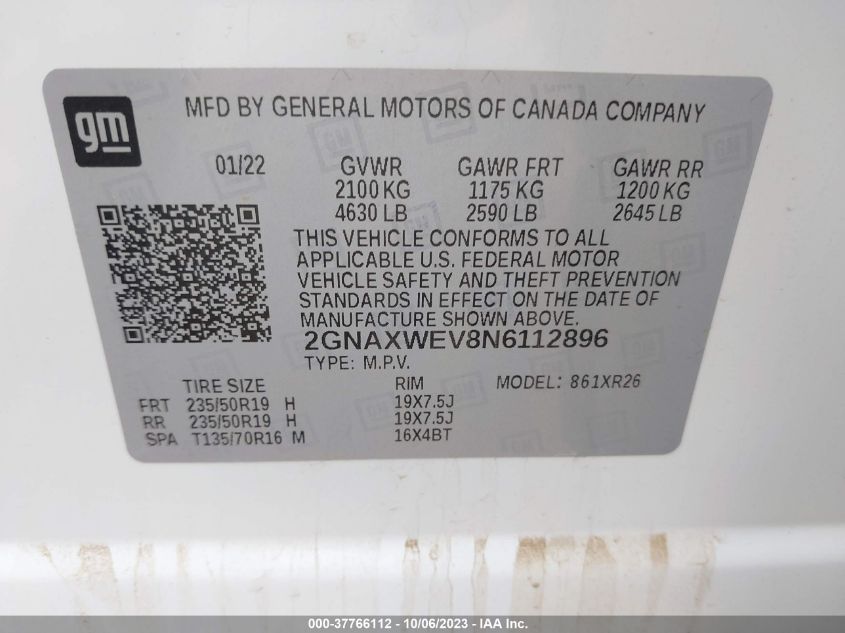 gm
MFD BY GENERAL MOTORS OF CANADA COMPANY
01/22 GVWR GAWR FRT GAWR RR
2100 KG 1175 KG 1200 KG
4630 LB 2590 LB 2645 LB
THIS VEHICLE CONFORMS TO ALL
APPLICABLE U.S. FEDERAL MOTOR
VEHICLE SAFETY AND THEFT PREVENTION
STANDARDS IN EFFECT ON THE DATE OF
MANUFACTURE SHOWN ABOVE.
2GNAXWEV8N6112896
TYPE: M.P.V.
TIRE SIZE RIM MODEL: 861XR26
FRT 235/50R19 H 19X7.5J
RR 235/50R19 H 19X7.5J
SPA T135/70R16 M 16X4BT
000-37766112 - 10/06/2023 - IAA Inc.